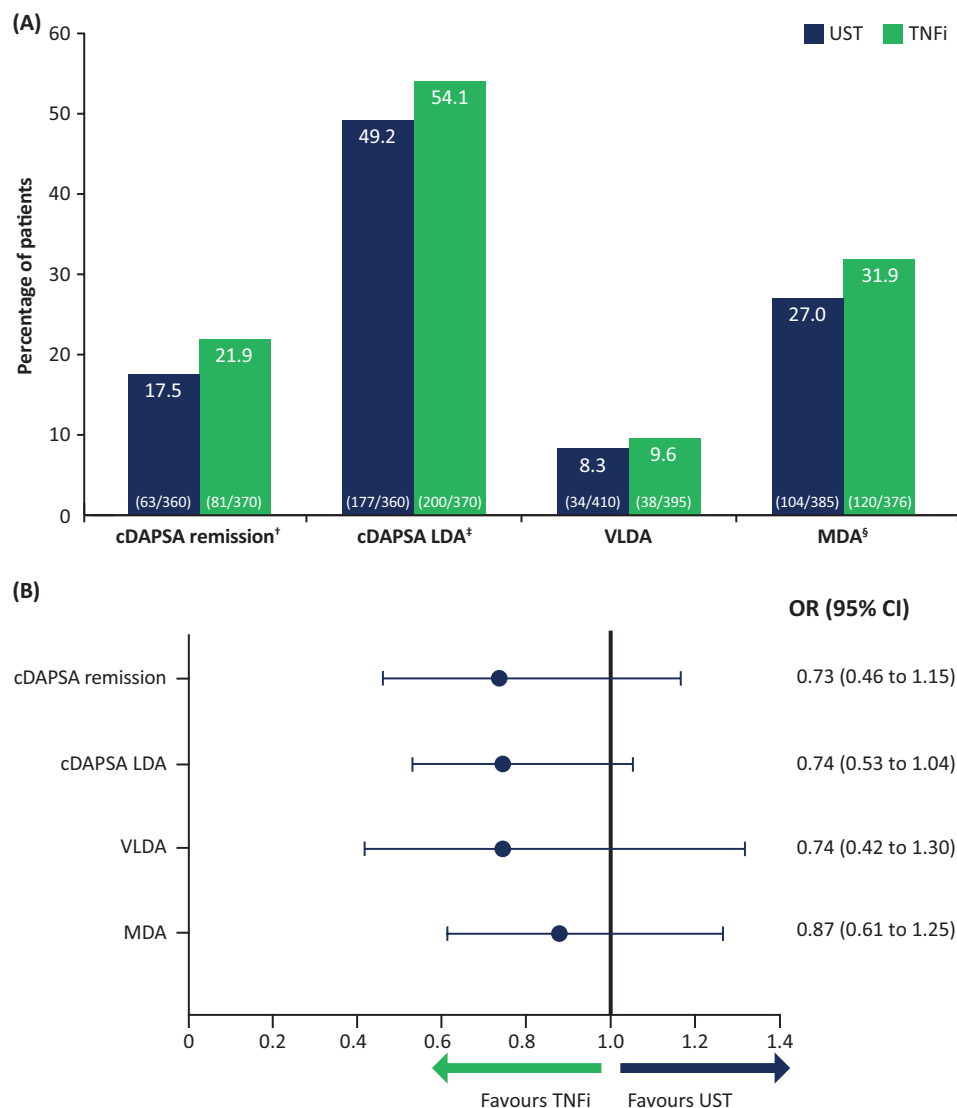 (A)
UST TNFi
Percentage of patients
60
50
40
30
20
10
0
17.5 21.9 49.2 54.1 8.3 9.6 27.0 31.9
(63/360) (81/370) (177/360) (200/370) (34/410) (38/395) (104/385) (120/376)
cDAPSA remission† cDAPSA LDA‡ VLDA MDA§
(B)
OR (95% CI)
cDAPSA remission 0.73 (0.46 to 1.15)
cDAPSA LDA 0.74 (0.53 to 1.04)
VLDA 0.74 (0.42 to 1.30)
MDA 0.87 (0.61 to 1.25)
0 0.2 0.4 0.6 0.8 1.0 1.2 1.4
Favours TNFi Favours UST